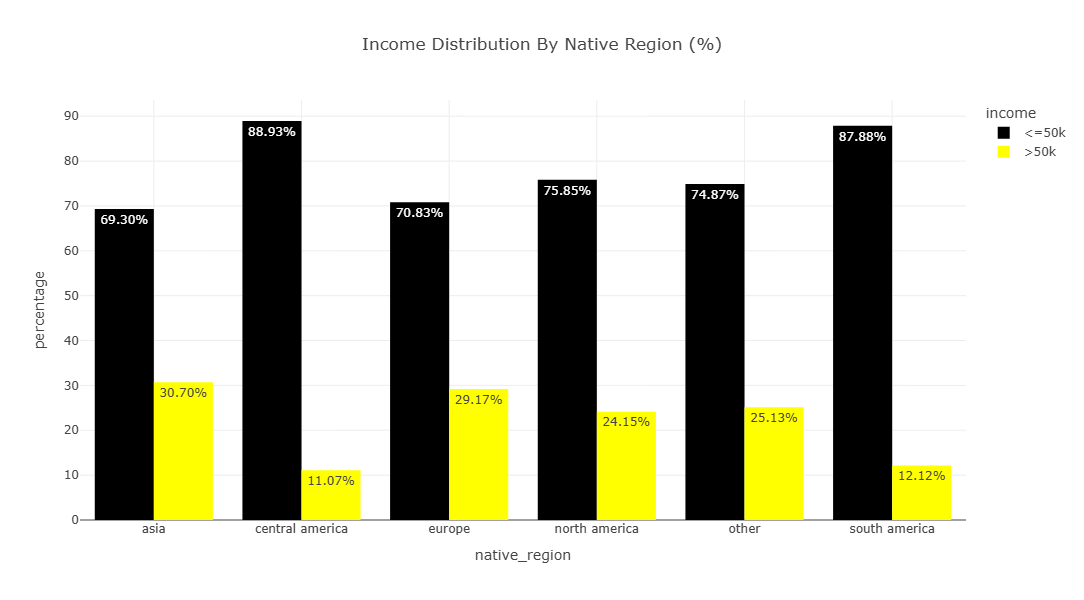 Income Distribution By Native Region (%)
income
<=50k
>50k
percentage
90
80
70
60
50
40
30
20
10
0
69.30%
30.70%
88.93%
11.07%
70.83%
29.17%
75.85%
24.15%
74.87%
25.13%
87.88%
12.12%
asia
central america
europe
north america
other
south america
native_region